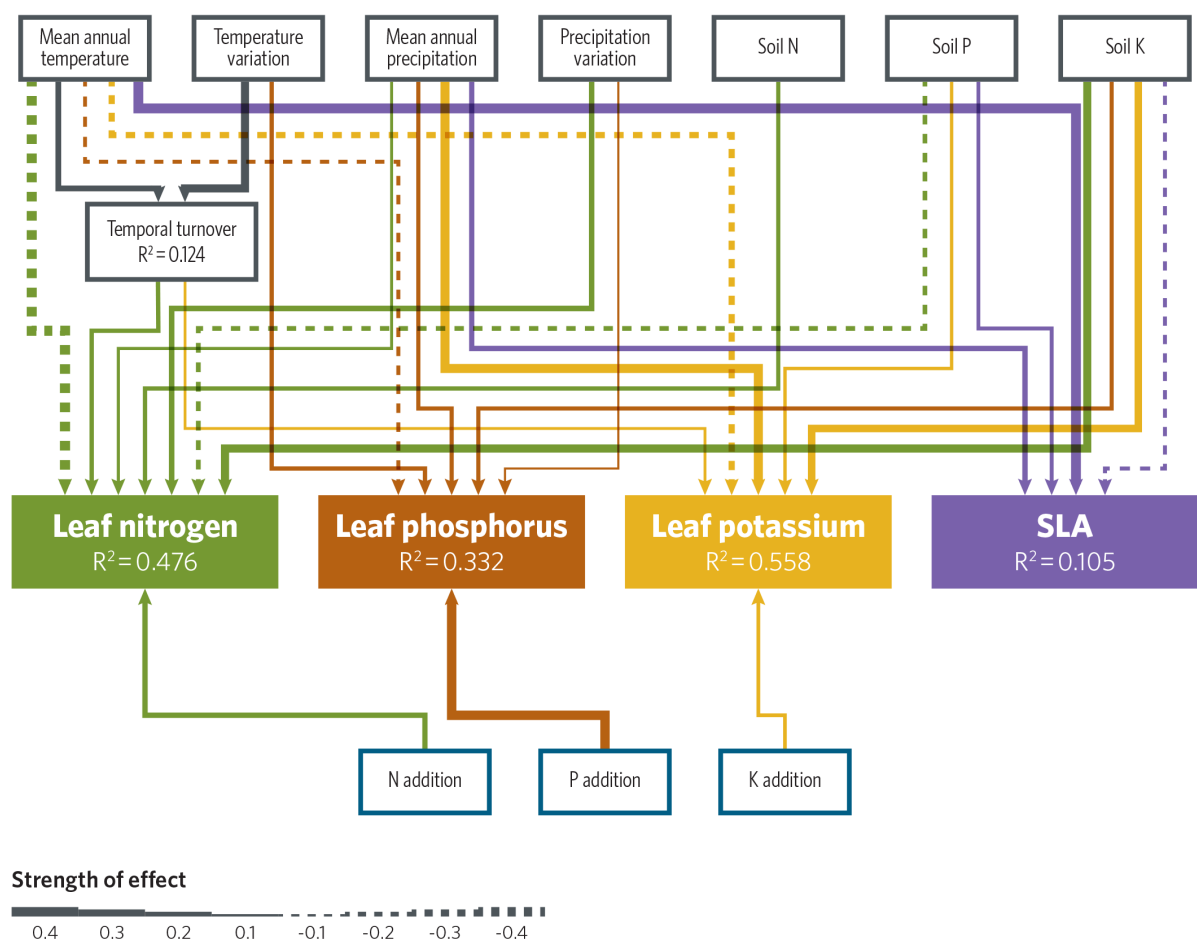 Mean annual
temperature
Temperature
variation
Mean annual
precipitation
Precipitation
variation
Soil N
Soil P
Soil K
Temporal turnover
R² = 0.124
Leaf nitrogen
R² = 0.476
Leaf phosphorus
R² = 0.332
Leaf potassium
R² = 0.558
SLA
R² = 0.105
N addition
P addition
K addition
Strength of effect
0.4 0.3 0.2 0.1 -0.1 -0.2 -0.3 -0.4